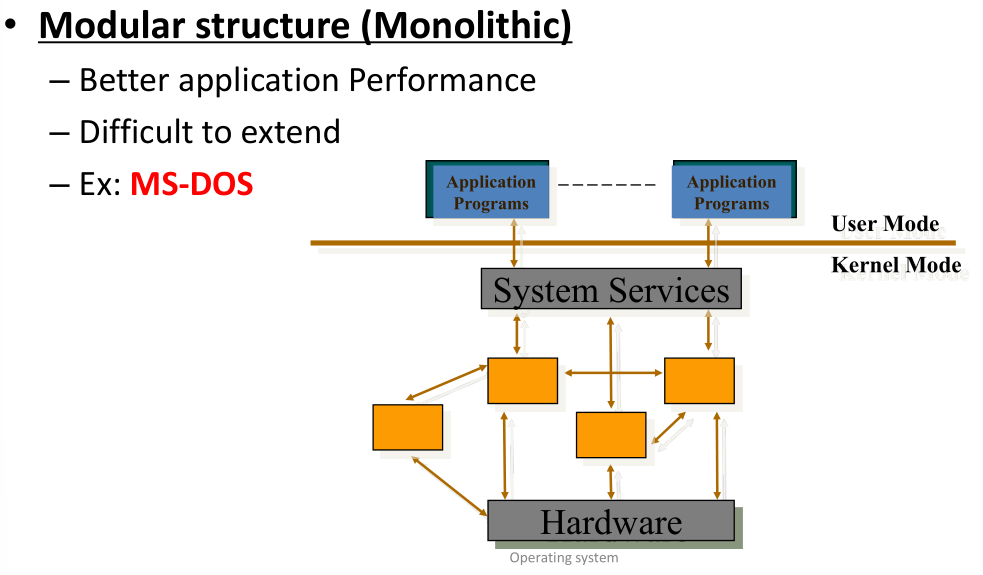 • Modular structure (Monolithic)
– Better application Performance
– Difficult to extend
– Ex: MS-DOS
Application
Programs
Application
Programs
User Mode
Kernel Mode
System Services
Hardware
Operating system